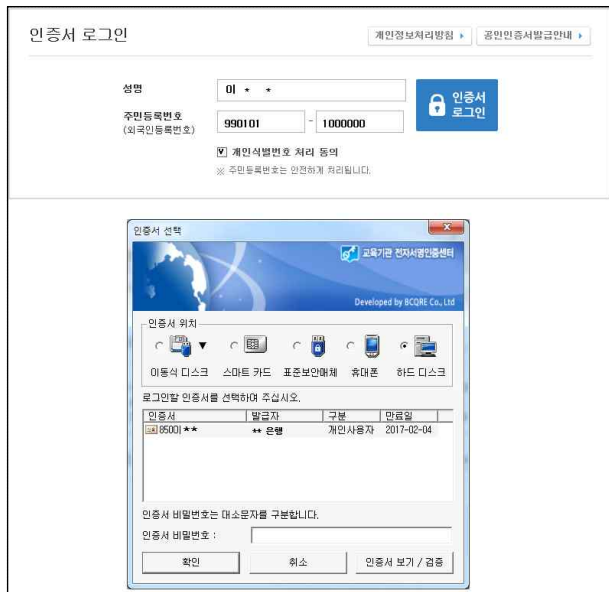 인증서 로그인
개인정보처리방침 ▸ 공인인증서발급안내 ▸
성명 이 * *
주민등록번호 990101 - 1000000
(외국인등록번호)
인증서
로그인
개인식별번호 처리 동의
※ 주민등록번호는 안전하게 처리됩니다.
인증서 선택
교육기관 전자서명인증센터
Developed by BCQRE Co., Ltd
인증서 위치
이동식 디스크 스마트 카드 표준보안매체 휴대폰 하드 디스크
로그인할 인증서를 선택하여 주십시오.
인증서 발급자 구분 만료일
850이 ** ** 은행 개인사용자 2017-02-04
인증서 비밀번호는 대소문자를 구분합니다.
인증서 비밀번호 :
확인 취소 인증서 보기 / 검증